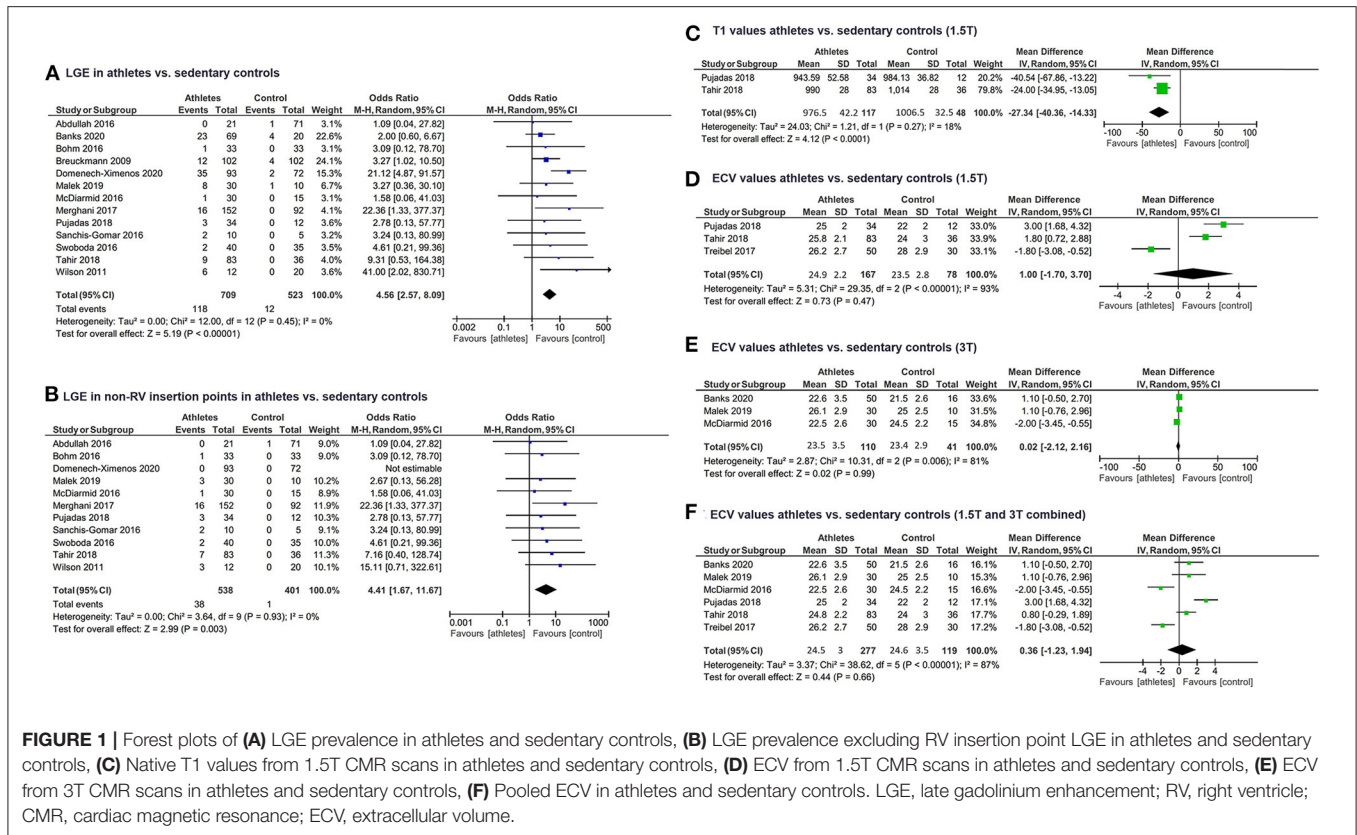 A LGE in athletes vs. sedentary controls
Athletes Control Odds Ratio Odds Ratio
Study or Subgroup Events Total Events Total Weight M-H, Random, 95% CI M-H, Random, 95% CI
Abdullah 2016 0 21 1 71 3.1% 1.09 [0.04, 27.82]
Banks 2020 23 69 4 20 22.6% 2.00 [0.60, 6.67]
Bohm 2016 1 33 0 33 3.1% 3.09 [0.12, 78.70]
Breuckmann 2009 12 102 4 102 24.1% 3.27 [1.02, 10.50]
Domenech-Ximenos 2020 35 93 2 72 15.3% 21.12 [4.87, 91.57]
Malek 2019 8 30 1 10 6.7% 3.27 [0.36, 30.10]
McDiarmid 2016 1 30 0 15 3.1% 1.58 [0.06, 41.03]
Merghani 2017 16 152 0 92 4.1% 22.36 [1.33, 377.37]
Pujadas 2018 3 34 0 12 3.6% 2.78 [0.13, 57.77]
Sanchis-Gomar 2016 2 10 0 5 3.2% 3.24 [0.13, 80.99]
Swoboda 2016 2 40 0 35 3.5% 4.61 [0.21, 99.36]
Tahir 2018 9 83 0 36 4.0% 9.31 [0.53, 164.38]
Wilson 2011 6 12 0 20 3.6% 41.00 [2.02, 830.71]
Total (95% CI) 709 523 100.0% 4.56 [2.57, 8.09]
Total events 118 12
Heterogeneity: Tau² = 0.00; Chi² = 12.00, df = 12 (P = 0.45); I² = 0%
Test for overall effect: Z = 5.19 (P < 0.00001)
0.002 0.1 1 10 500
Favours [athletes] Favours [control]
B LGE in non-RV insertion points in athletes vs. sedentary controls
Athletes Control Odds Ratio Odds Ratio
Study or Subgroup Events Total Events Total Weight M-H, Random, 95% CI M-H, Random, 95% CI
Abdullah 2016 0 21 1 71 9.0% 1.09 [0.04, 27.82]
Bohm 2016 1 33 0 33 9.0% 3.09 [0.12, 78.70]
Domenech-Ximenos 2020 0 93 0 72 Not estimable
Malek 2019 3 30 0 10 10.2% 2.67 [0.13, 56.28]
McDiarmid 2016 1 30 0 15 8.9% 1.58 [0.06, 41.03]
Merghani 2017 16 152 0 92 11.9% 22.36 [1.33, 377.37]
Pujadas 2018 3 34 0 12 10.3% 2.78 [0.13, 57.77]
Sanchis-Gomar 2016 2 10 0 5 9.1% 3.24 [0.13, 80.99]
Swoboda 2016 2 40 0 35 10.0% 4.61 [0.21, 99.36]
Tahir 2018 7 83 0 36 11.3% 7.16 [0.40, 128.74]
Wilson 2011 3 12 0 20 10.1% 15.11 [0.71, 322.61]
Total (95% CI) 538 401 100.0% 4.41 [1.67, 11.67]
Total events 38 1
Heterogeneity: Tau² = 0.00; Chi² = 3.64, df = 9 (P = 0.93); I² = 0%
Test for overall effect: Z = 2.99 (P = 0.003)
0.001 0.1 1 10 1000
Favours [athletes] Favours [control]
C T1 values athletes vs. sedentary controls (1.5T)
Athletes Control Mean Difference Mean Difference
Study or Subgroup Mean SD Total Mean SD Total Weight IV, Random, 95% CI IV, Random, 95% CI
Pujadas 2018 943.59 52.58 34 984.13 36.82 12 20.2% -40.54 [-67.86, -13.22]
Tahir 2018 990 28 83 1,014 28 36 79.8% -24.00 [-34.95, -13.05]
Total (95% CI) 976.5 42.2 117 1006.5 32.5 48 100.0% -27.34 [-40.36, -14.33]
Heterogeneity: Tau² = 24.03; Chi² = 1.21, df = 1 (P = 0.27); I² = 18%
Test for overall effect: Z = 4.12 (P < 0.0001)
-100 -50 0 50 100
Favours [athletes] Favours [control]
D ECV values athletes vs. sedentary controls (1.5T)
Athletes Control Mean Difference Mean Difference
Study or Subgroup Mean SD Total Mean SD Total Weight IV, Random, 95% CI IV, Random, 95% CI
Pujadas 2018 25 2 34 22 2 12 33.0% 3.00 [1.68, 4.32]
Tahir 2018 25.8 2.1 83 24 3 36 33.9% 1.80 [0.72, 2.88]
Treibel 2017 26.2 2.7 50 28 2.9 30 33.1% -1.80 [-3.08, -0.52]
Total (95% CI) 24.9 2.2 167 23.5 2.8 78 100.0% 1.00 [-1.70, 3.70]
Heterogeneity: Tau² = 5.31; Chi² = 29.35, df = 2 (P < 0.00001); I² = 93%
Test for overall effect: Z = 0.73 (P = 0.47)
-4 -2 0 2 4
Favours [athletes] Favours [control]
E ECV values athletes vs. sedentary controls (3T)
Athletes Control Mean Difference Mean Difference
Study or Subgroup Mean SD Total Mean SD Total Weight IV, Random, 95% CI IV, Random, 95% CI
Banks 2020 22.6 3.5 50 21.5 2.6 16 33.6% 1.10 [-0.50, 2.70]
Malek 2019 26.1 2.9 30 25 2.5 10 31.5% 1.10 [-0.76, 2.96]
McDiarmid 2016 22.5 2.6 30 24.5 2.2 15 34.8% -2.00 [-3.45, -0.55]
Total (95% CI) 23.5 3.5 110 23.4 2.9 41 100.0% 0.02 [-2.12, 2.16]
Heterogeneity: Tau² = 2.87; Chi² = 10.31, df = 2 (P = 0.006); I² = 81%
Test for overall effect: Z = 0.02 (P = 0.99)
-100 -50 0 50 100
Favours [athletes] Favours [control]
F ECV values athletes vs. sedentary controls (1.5T and 3T combined)
Athletes Control Mean Difference Mean Difference
Study or Subgroup Mean SD Total Mean SD Total Weight IV, Random, 95% CI IV, Random, 95% CI
Banks 2020 22.6 3.5 50 21.5 2.6 16 16.1% 1.10 [-0.50, 2.70]
Malek 2019 26.1 2.9 30 25 2.5 10 15.3% 1.10 [-0.76, 2.96]
McDiarmid 2016 22.5 2.6 30 24.5 2.2 15 16.6% -2.00 [-3.45, -0.55]
Pujadas 2018 25 2 34 22 2 12 17.1% 3.00 [1.68, 4.32]
Tahir 2018 24.8 2.2 83 24 3 36 17.7% 0.80 [-0.29, 1.89]
Treibel 2017 26.2 2.7 50 28 2.9 30 17.2% -1.80 [-3.08, -0.52]
Total (95% CI) 24.5 3 277 24.6 3.5 119 100.0% 0.36 [-1.23, 1.94]
Heterogeneity: Tau² = 3.37; Chi² = 38.62, df = 5 (P < 0.00001); I² = 87%
Test for overall effect: Z = 0.44 (P = 0.66)
-4 -2 0 2 4
Favours [athletes] Favours [control]
FIGURE 1 | Forest plots of (A) LGE prevalence in athletes and sedentary controls, (B) LGE prevalence excluding RV insertion point LGE in athletes and sedentary
controls, (C) Native T1 values from 1.5T CMR scans in athletes and sedentary controls, (D) ECV from 1.5T CMR scans in athletes and sedentary controls, (E) ECV
from 3T CMR scans in athletes and sedentary controls, (F) Pooled ECV in athletes and sedentary controls. LGE, late gadolinium enhancement; RV, right ventricle;
CMR, cardiac magnetic resonance; ECV, extracellular volume.